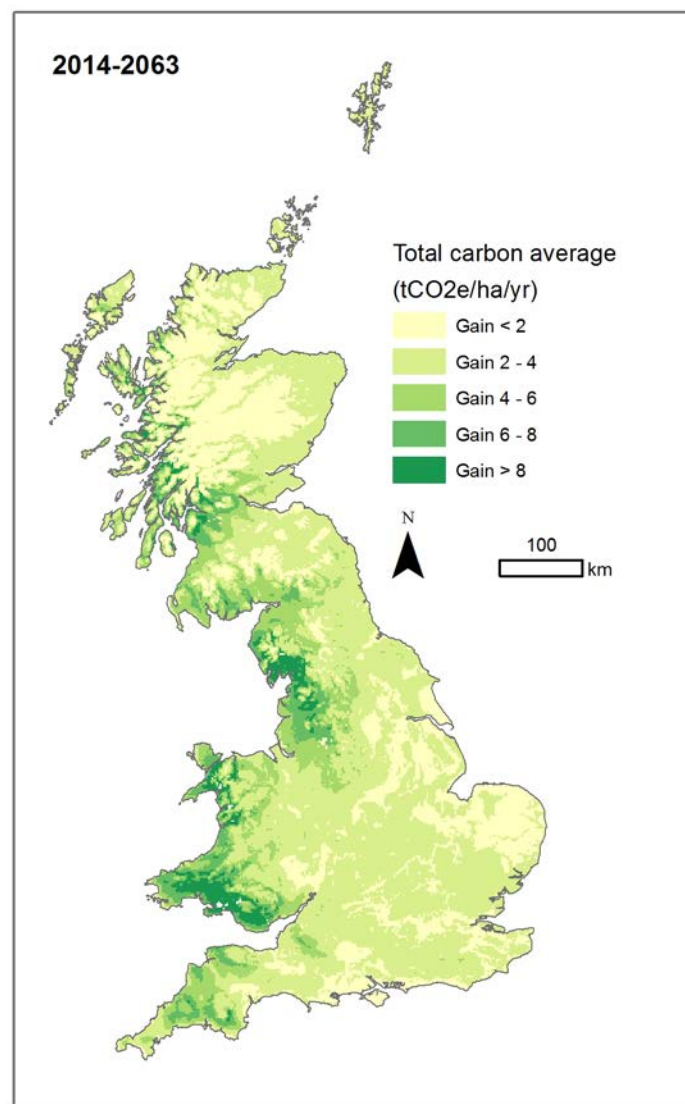 2014-2063
Total carbon average
(tCO2e/ha/yr)
Gain < 2
Gain 2 - 4
Gain 4 - 6
Gain 6 - 8
Gain > 8
N
100
km